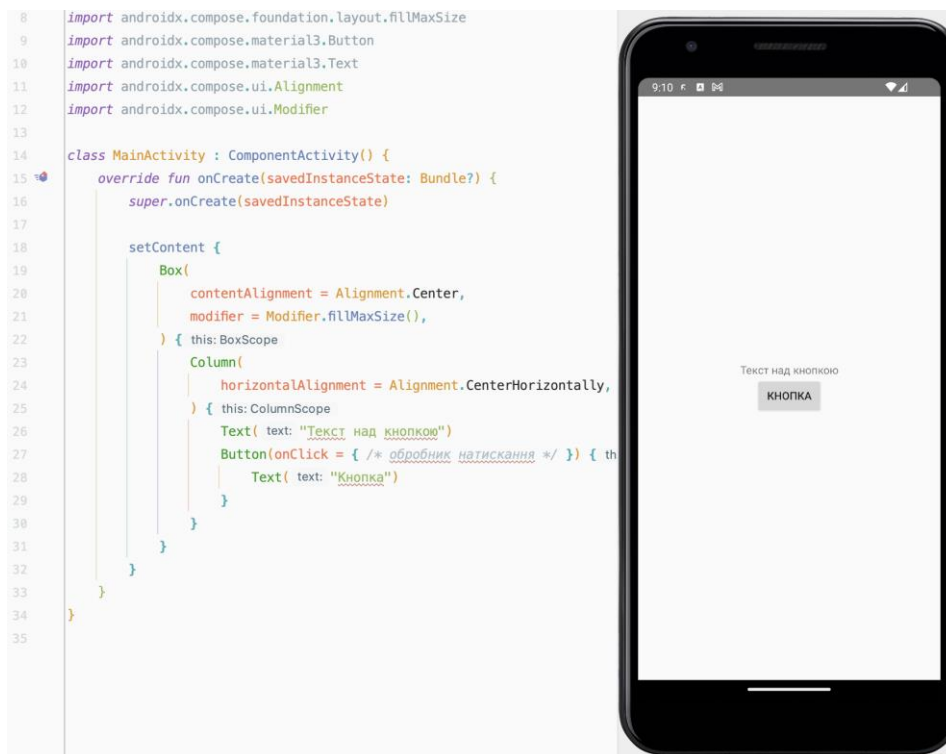 8 import androidx.compose.foundation.layout.fillMaxSize
9 import androidx.compose.material3.Button
10 import androidx.compose.material3.Text
11 import androidx.compose.ui.Alignment
12 import androidx.compose.ui.Modifier
13
14 class MainActivity : ComponentActivity() {
15 override fun onCreate(savedInstanceState: Bundle?) {
16 super.onCreate(savedInstanceState)
17
18 setContent {
19 Box(
20 contentAlignment = Alignment.Center,
21 modifier = Modifier.fillMaxSize(),
22 ) { this: BoxScope
23 Column(
24 horizontalAlignment = Alignment.CenterHorizontally,
25 ) { this: ColumnScope
26 Text( text: "Текст над кнопкою")
27 Button(onClick = { /* обробник натискання */ }) { th
28 Text( text: "Кнопка")
29 }
30 }
31 }
32 }
33 }
34 }
35
9:10
Текст над кнопкою
КНОПКА